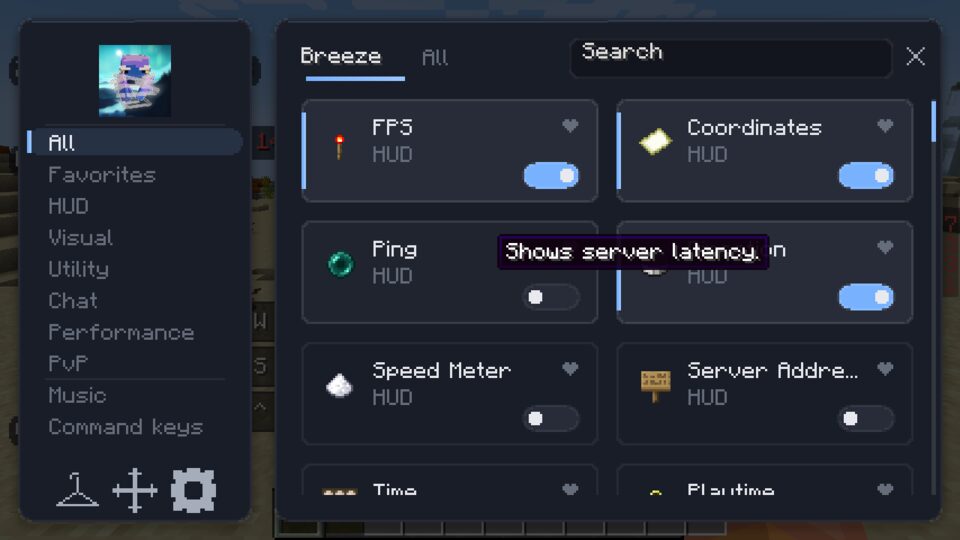 All
Favorites
HUD
Visual
Utility
Chat
Performance
PvP
Music
Command keys
Breeze All Search
FPS
HUD
Coordinates
HUD
Ping
HUD
Shows server latency.
HUD
Speed Meter
HUD
Server Addre...
HUD
Time
Playtime
W
S